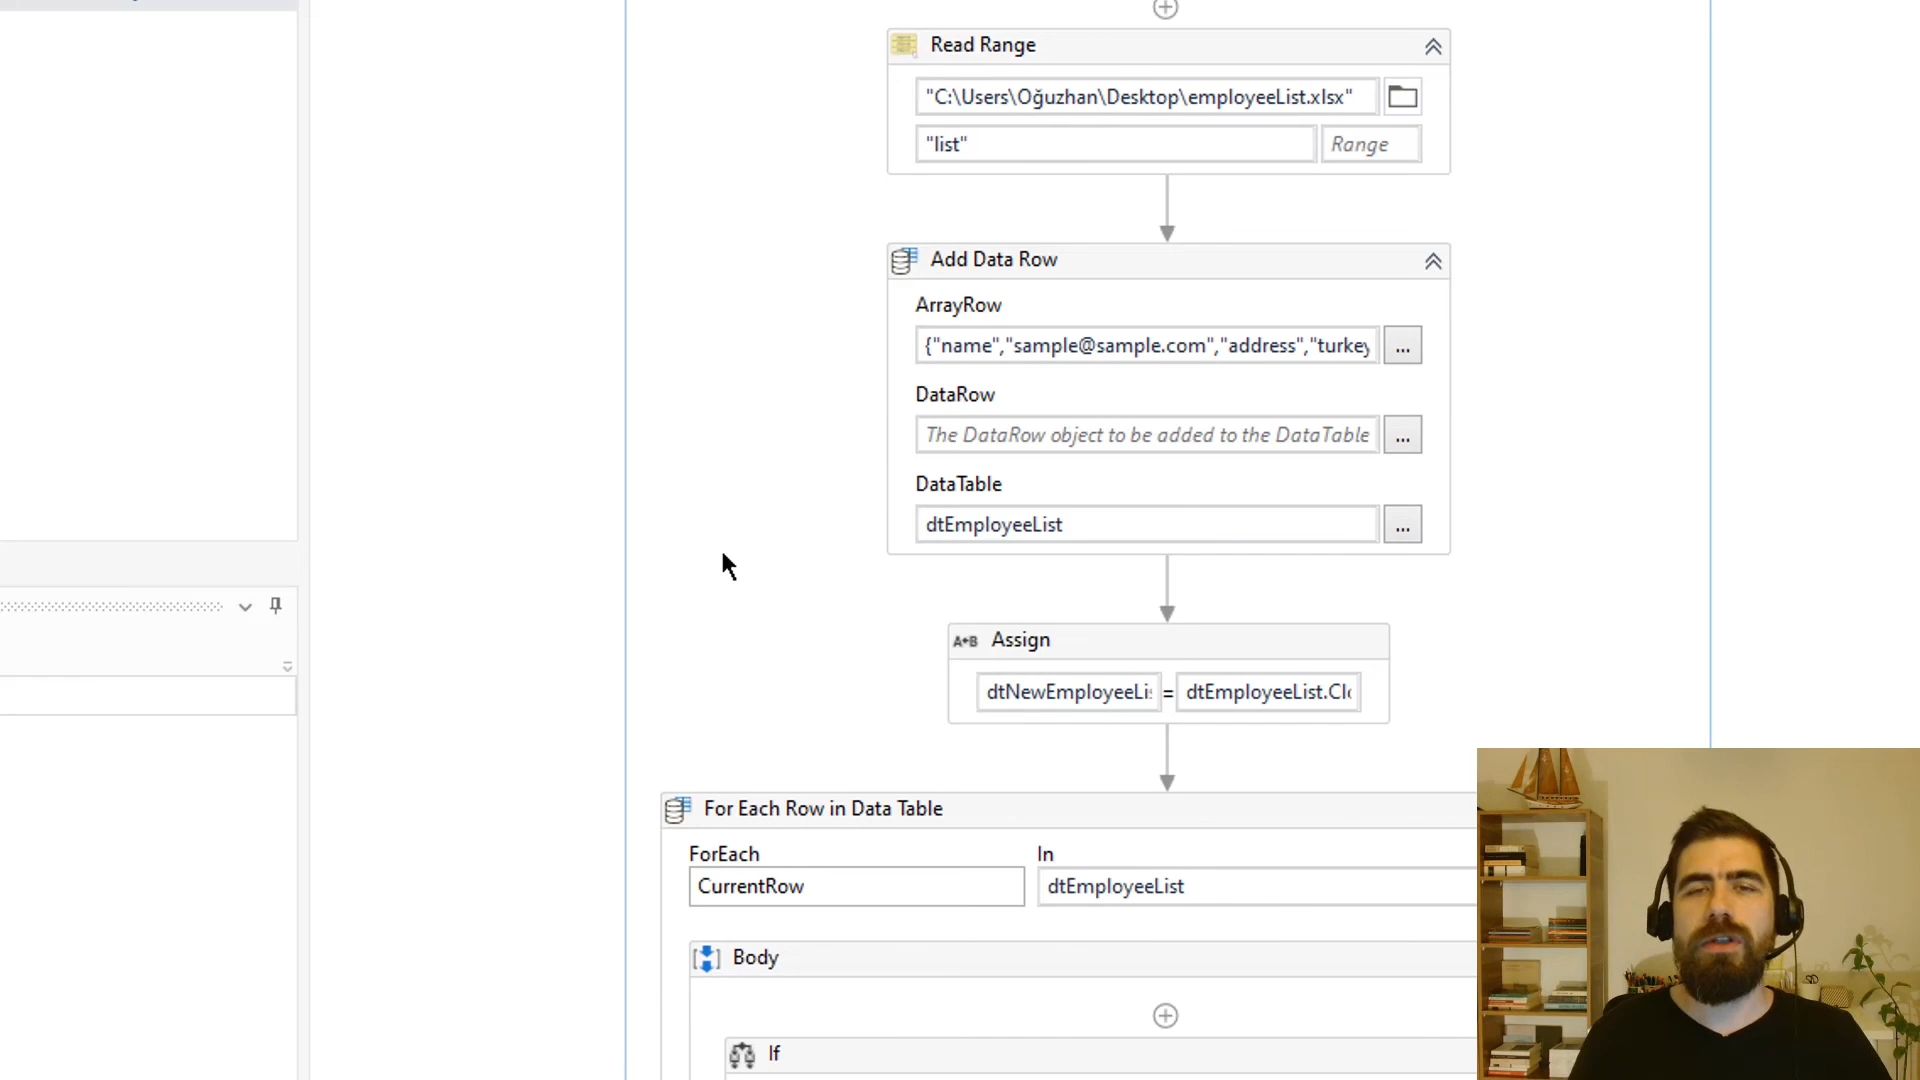 Read Range
"C:\Users\Oğuzhan\Desktop\employeeList.xlsx"
"list"
Range
Add Data Row
ArrayRow
{"name","sample@sample.com","address","turkey
...
DataRow
The DataRow object to be added to the DataTable
...
DataTable
dtEmployeeList
...
A+B Assign
dtNewEmployeeLi = dtEmployeeList.Clo
For Each Row in Data Table
ForEach
In
CurrentRow
dtEmployeeList
Body
If